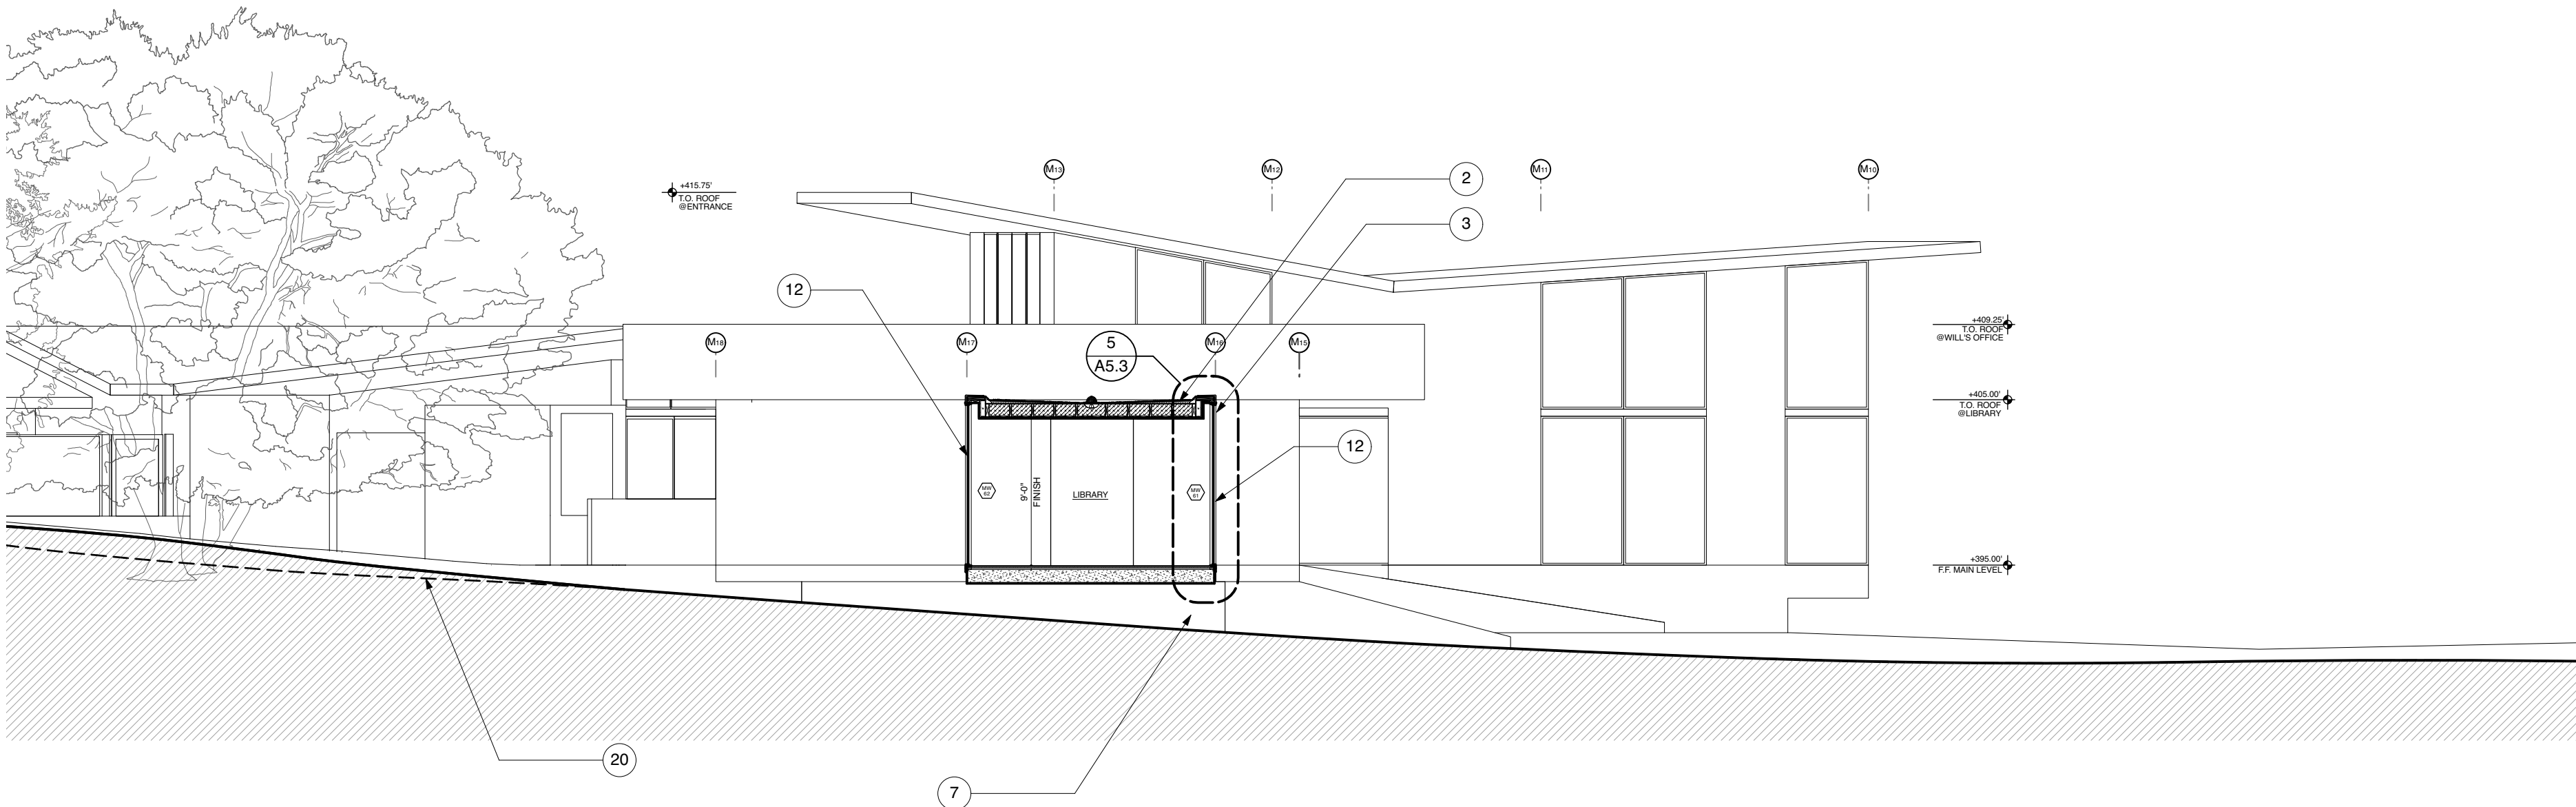 M13
M12
M11
M10
2
+415.75'
T.O. ROOF
@ENTRANCE
3
12
+409.25'
T.O. ROOF
@WILL'S OFFICE
M18
M17
5
A5.3
M16
M15
+405.00'
T.O. ROOF
@LIBRARY
12
MW
62
9'-0"
FINISH
LIBRARY
MW
61
+395.00'
F.F. MAIN LEVEL
20
7